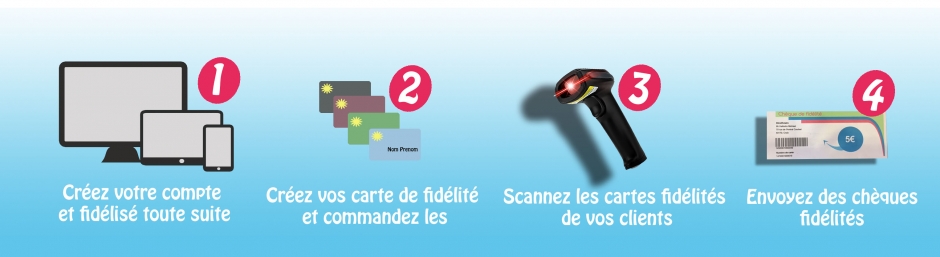 1
2
3
4
Nom Prenom
Chèque de fidélité
5€
Créez votre compte
et fidélisé toute suite
Créez vos carte de fidélité
et commandez les
Scannez les cartes fidélités
de vos clients
Envoyez des chèques
fidélités